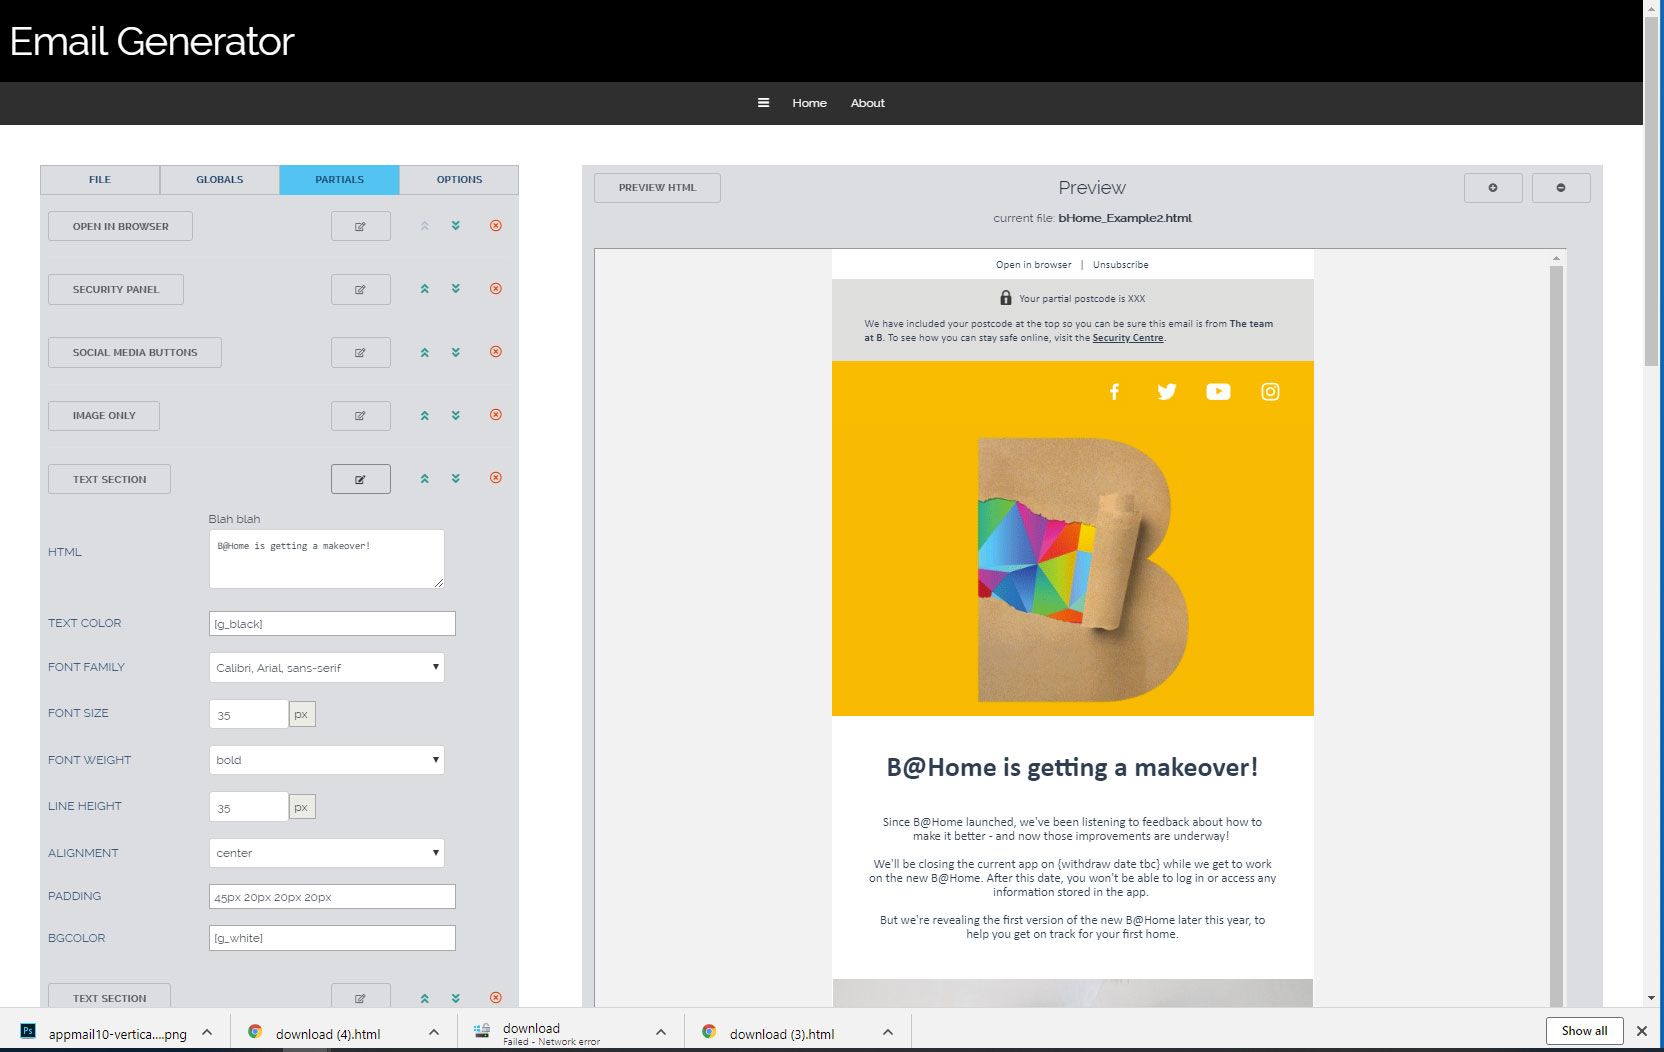 Email Generator
Home About
FILE GLOBALS PARTIALS OPTIONS
OPEN IN BROWSER
SECURITY PANEL
SOCIAL MEDIA BUTTONS
IMAGE ONLY
TEXT SECTION
Blah blah
HTML
B@Home is getting a makeover!
TEXT COLOR [g_black]
FONT FAMILY Calibri, Arial, sans-serif
FONT SIZE 35 px
FONT WEIGHT bold
LINE HEIGHT 35 px
ALIGNMENT center
PADDING 45px 20px 20px 20px
BGCOLOR [g_white]
TEXT SECTION
PREVIEW HTML
Preview
current file: bHome_Example2.html
Open in browser | Unsubscribe
Your partial postcode is XXX
We have included your postcode at the top so you can be sure this email is from The team
at B. To see how you can stay safe online, visit the Security Centre.
B@Home is getting a makeover!
Since B@Home launched, we've been listening to feedback about how to
make it better - and now those improvements are underway!
We'll be closing the current app on {withdraw date tbc} while we get to work
on the new B@Home. After this date, you won't be able to log in or access any
information stored in the app.
But we're revealing the first version of the new B@Home later this year, to
help you get on track for your first home.
Ps appmail10-vertica....png
download (4).html
download
Failed - Network error
download (3).html
Show all